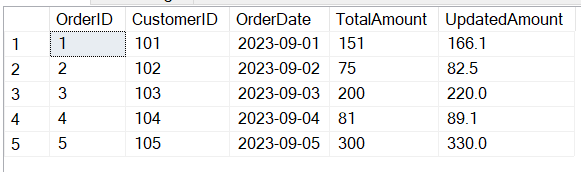 OrderID CustomerID OrderDate TotalAmount UpdatedAmount
1 1 101 2023-09-01 151 166.1
2 2 102 2023-09-02 75 82.5
3 3 103 2023-09-03 200 220.0
4 4 104 2023-09-04 81 89.1
5 5 105 2023-09-05 300 330.0